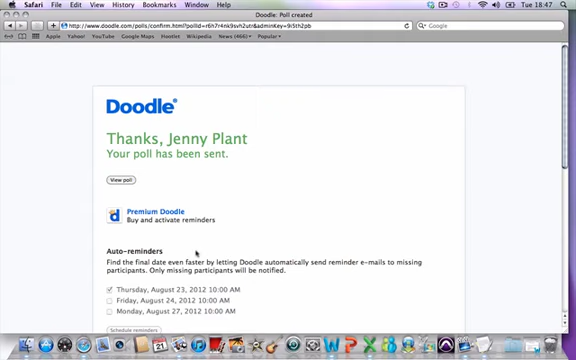 Safari File Edit View History Bookmarks Window Help Tue 18:47
Doodle: Poll created
Google
Apple Yahoo! YouTube Google Maps Hootlet Wikipedia News (466) Popular
Doodle
Thanks, Jenny Plant
Your poll has been sent.
View poll
Premium Doodle
Buy and activate reminders
Auto-reminders
Find the final date even faster by letting Doodle automatically send reminder e-mails to missing
participants. Only missing participants will be notified.
Thursday, August 23, 2012 10:00 AM
Friday, August 24, 2012 10:00 AM
Monday, August 27, 2012 10:00 AM
Schedule reminders